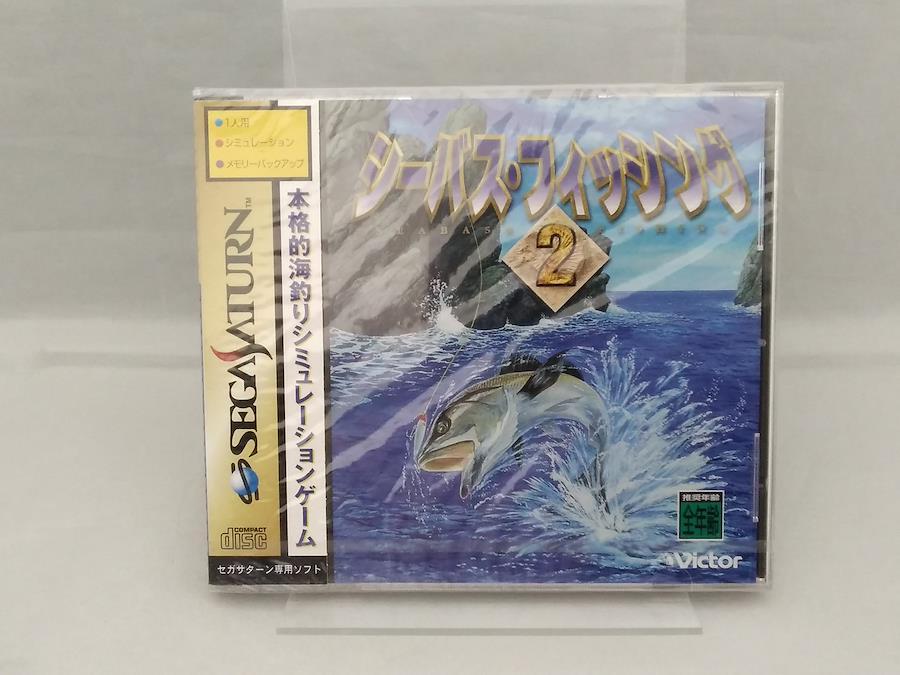 1人用
シミュレーション
メモリーバックアップ
SEGA SATURN™
COMPACT
disc
セガサターン専用ソフト
本格的海釣りシミュレーションゲーム
シーバス・フィッシング
2
推奨年齢
全年齢
Victor